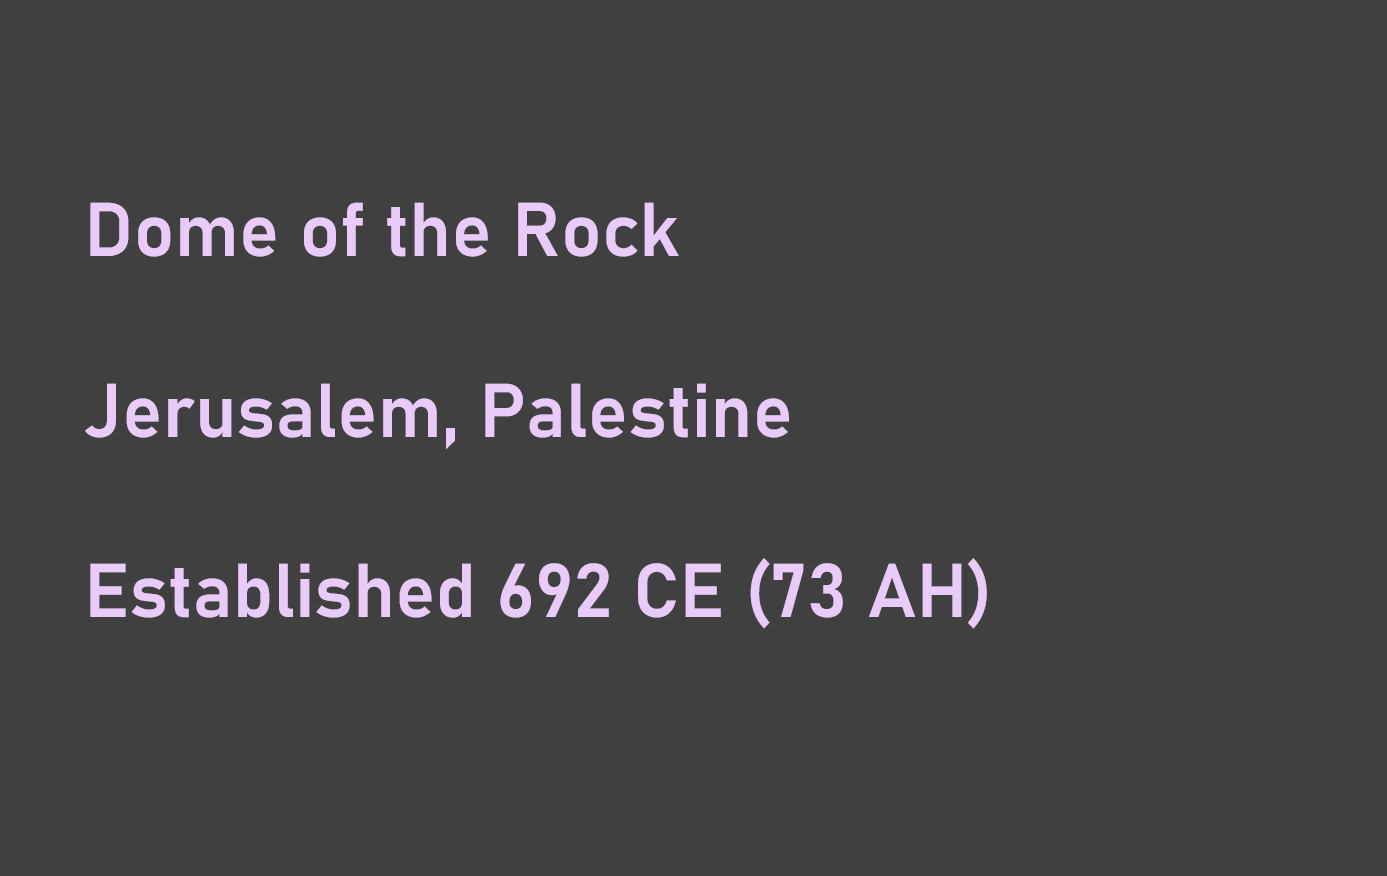 Dome of the Rock
Jerusalem, Palestine
Established 692 CE (73 AH)